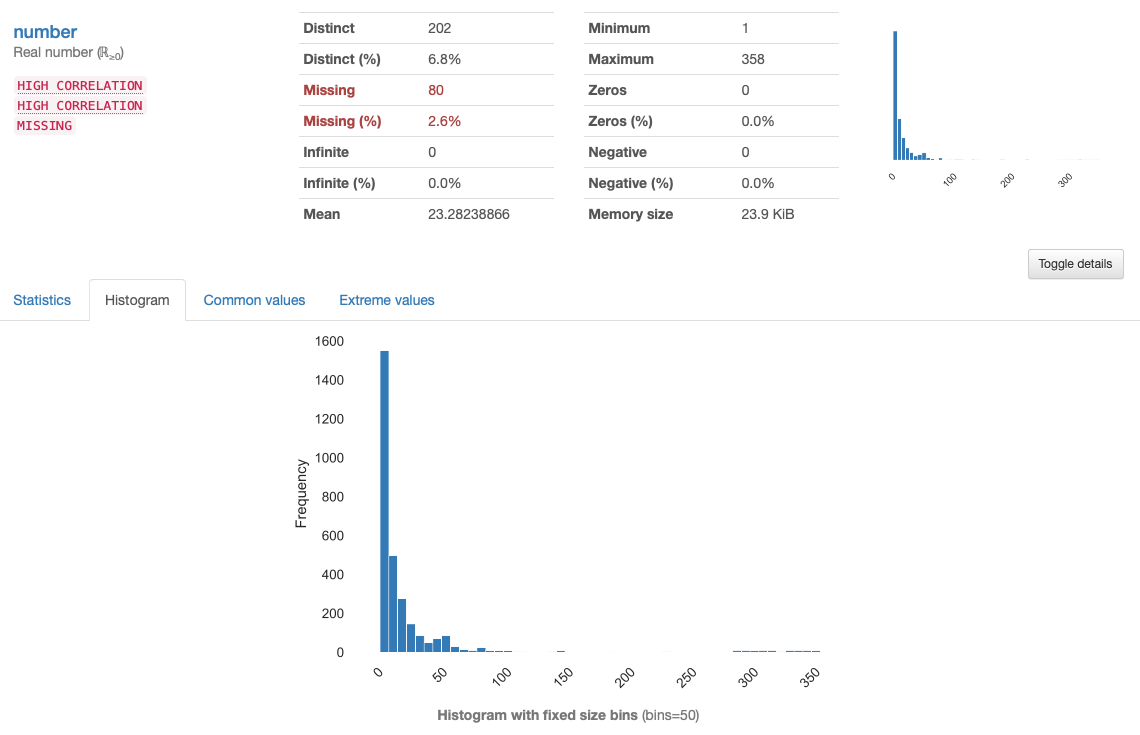 number
Real number (ℝ≥0)
HIGH CORRELATION
HIGH CORRELATION
MISSING
Distinct 202
Distinct (%) 6.8%
Missing 80
Missing (%) 2.6%
Infinite 0
Infinite (%) 0.0%
Mean 23.28238866
Minimum 1
Maximum 358
Zeros 0
Zeros (%) 0.0%
Negative 0
Negative (%) 0.0%
Memory size 23.9 KiB
0 100 200 300
Toggle details
Statistics Histogram Common values Extreme values
1600
1400
1200
1000
800
600
400
200
0
Frequency
0 50 100 150 200 250 300 350
Histogram with fixed size bins (bins=50)